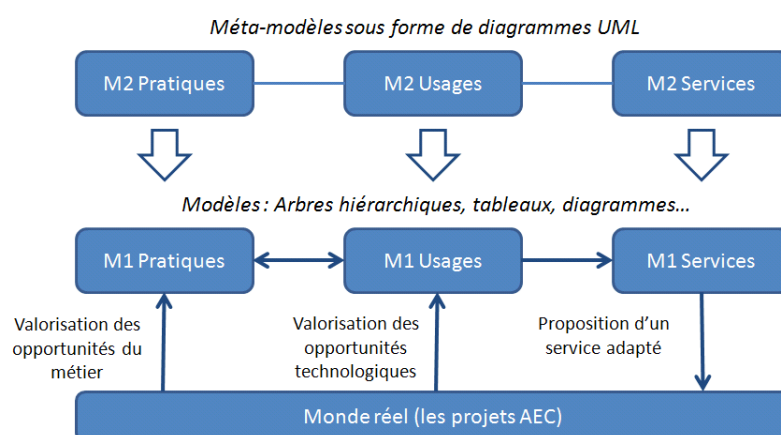 Méta-modèles sous forme de diagrammes UML
M2 Pratiques
M2 Usages
M2 Services
Modèles : Arbres hiérarchiques, tableaux, diagrammes...
M1 Pratiques
M1 Usages
M1 Services
Valorisation des
opportunités du
métier
Valorisation des
opportunités
technologiques
Proposition d'un
service adapté
Monde réel (les projets AEC)